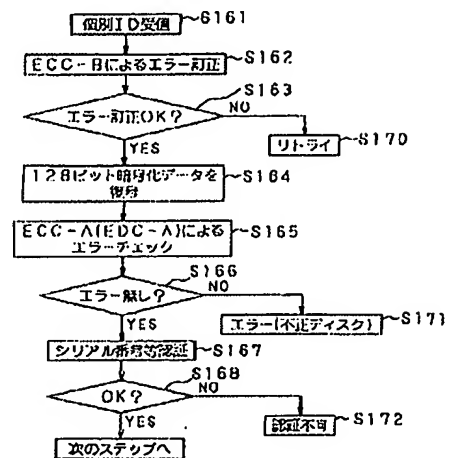 個別ID受信 S161
ECC-Bによるエラー訂正 S162
エラー訂正OK? S163
NO
YES
リトライ S170
128ビット暗号化データを
復号 S164
ECC-A(EDC-A)による
エラーチェック S165
エラー無し? S166
NO
YES
エラー(不正ディスク) S171
シリアル番号等認証 S167
OK? S168
NO
YES
認証不可 S172
次のステップへ